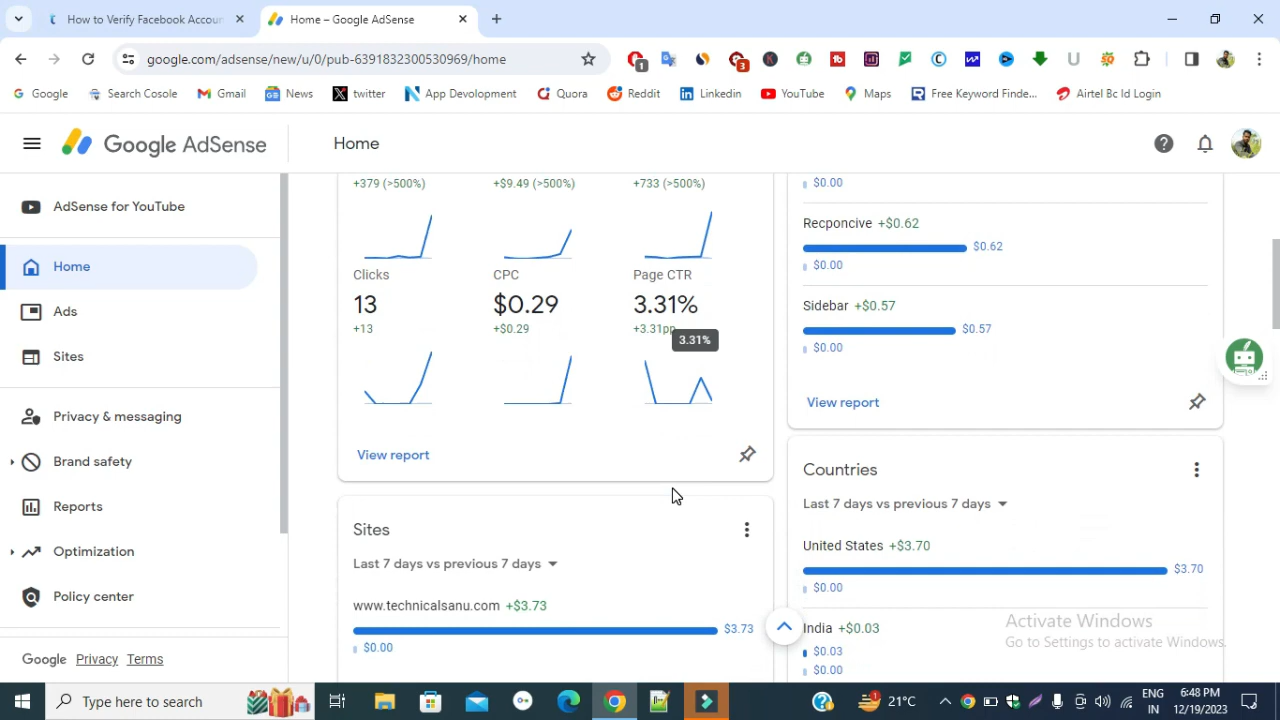 How to Verify Facebook Accoun
Home – Google AdSense
google.com/adsense/new/u/0/pub-6391832300530969/home
1
3
Google
Search Cosole
Gmail
News
twitter
App Devolopment
Quora
Reddit
Linkedin
YouTube
Maps
Free Keyword Finde...
Airtel Bc Id Login
Google AdSense
Home
AdSense for YouTube
Home
Ads
Sites
Privacy & messaging
Brand safety
Reports
Optimization
Policy center
Google Privacy Terms
+379 (>500%)
+$9.49 (>500%)
+733 (>500%)
Clicks
13
+13
CPC
$0.29
+$0.29
Page CTR
3.31%
+3.31pp
3.31%
View report
Sites
Last 7 days vs previous 7 days
www.technicalsanu.com +$3.73
$3.73
$0.00
$0.00
Recponcive +$0.62
$0.62
$0.00
Sidebar +$0.57
$0.57
$0.00
View report
Countries
Last 7 days vs previous 7 days
United States +$3.70
$3.70
$0.00
India +$0.03
$0.03
$0.00
Activate Windows
Go to Settings to activate Windows.
Type here to search
1
21°C
ENG
IN
6:48 PM
12/19/2023